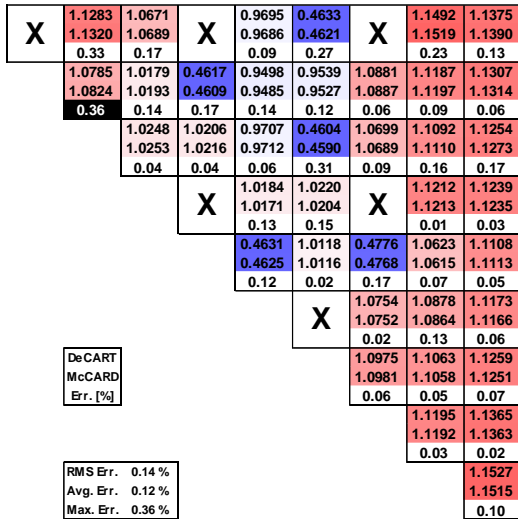 X 1.1283 1.0671 X 0.9695 0.4633 X 1.1492 1.1375
1.1320 1.0689 0.9686 0.4621 1.1519 1.1390
0.33 0.17 0.09 0.27 0.23 0.13
1.0785 1.0179 0.4617 0.9498 0.9539 1.0881 1.1187 1.1307
1.0824 1.0193 0.4609 0.9485 0.9527 1.0887 1.1197 1.1314
0.36 0.14 0.17 0.14 0.12 0.06 0.09 0.06
1.0248 1.0206 0.9707 0.4604 1.0699 1.1092 1.1254
1.0253 1.0216 0.9712 0.4590 1.0689 1.1110 1.1273
0.04 0.04 0.06 0.31 0.09 0.16 0.17
X 1.0184 1.0220 X 1.1212 1.1239
1.0171 1.0204 1.1213 1.1235
0.13 0.15 0.01 0.03
0.4631 1.0118 0.4776 1.0623 1.1108
0.4625 1.0116 0.4768 1.0615 1.1113
0.12 0.02 0.17 0.07 0.05
X 1.0754 1.0878 1.1173
1.0752 1.0864 1.1166
0.02 0.13 0.06
DeCART 1.0975 1.1063 1.1259
McCARD 1.0981 1.1058 1.1251
Err. [%] 0.06 0.05 0.07
1.1195 1.1365
1.1192 1.1363
0.03 0.02
RMS Err. 0.14 % 1.1527
Avg. Err. 0.12 % 1.1515
Max. Err. 0.36 % 0.10